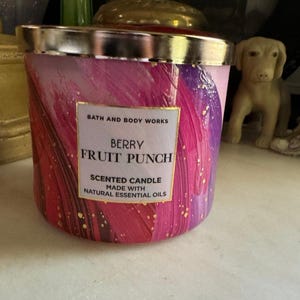 BATH AND BODY WORKS
BERRY
FRUIT PUNCH
SCENTED CANDLE
MADE WITH
NATURAL ESSENTIAL OILS